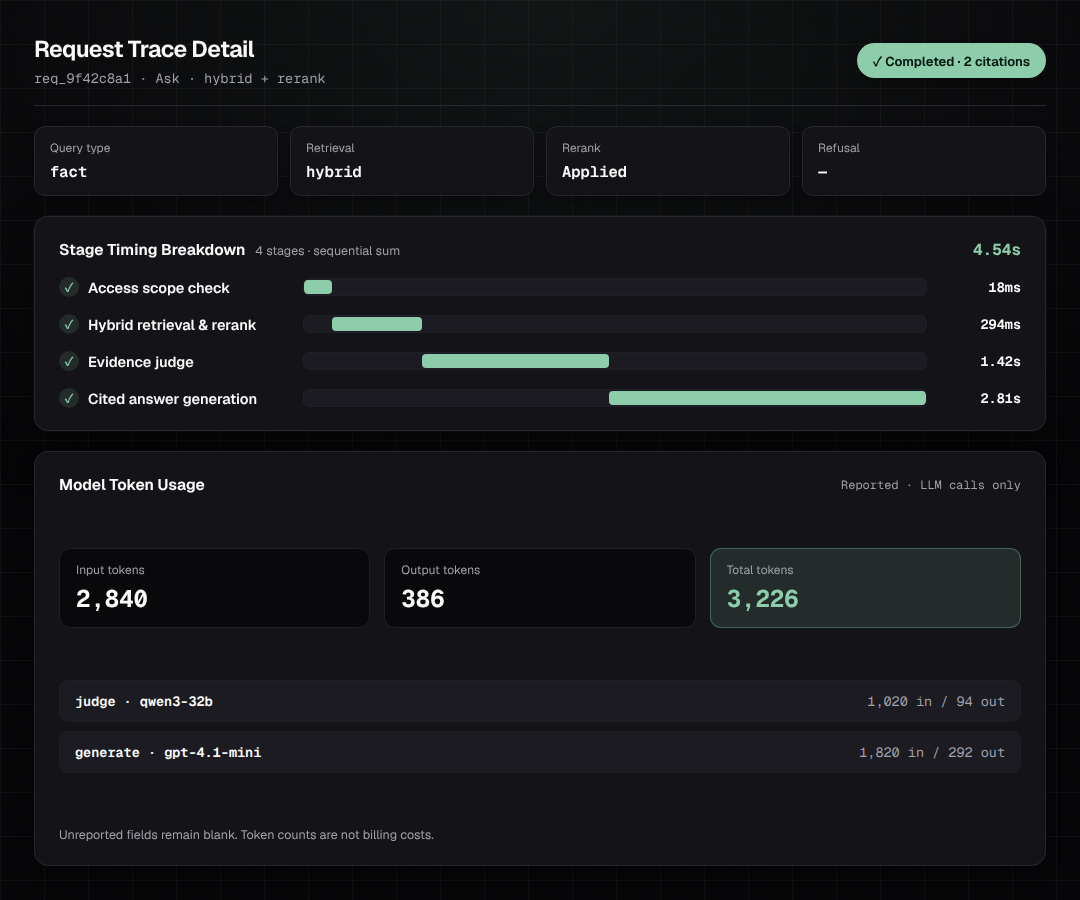 Request Trace Detail
req_9f42c8a1 · Ask · hybrid + rerank
✓ Completed · 2 citations
Query type
fact
Retrieval
hybrid
Rerank
Applied
Refusal
—
Stage Timing Breakdown 4 stages · sequential sum 4.54s
✓ Access scope check 18ms
✓ Hybrid retrieval & rerank 294ms
✓ Evidence judge 1.42s
✓ Cited answer generation 2.81s
Model Token Usage Reported · LLM calls only
Input tokens
2,840
Output tokens
386
Total tokens
3,226
judge · qwen3-32b 1,020 in / 94 out
generate · gpt-4.1-mini 1,820 in / 292 out
Unreported fields remain blank. Token counts are not billing costs.